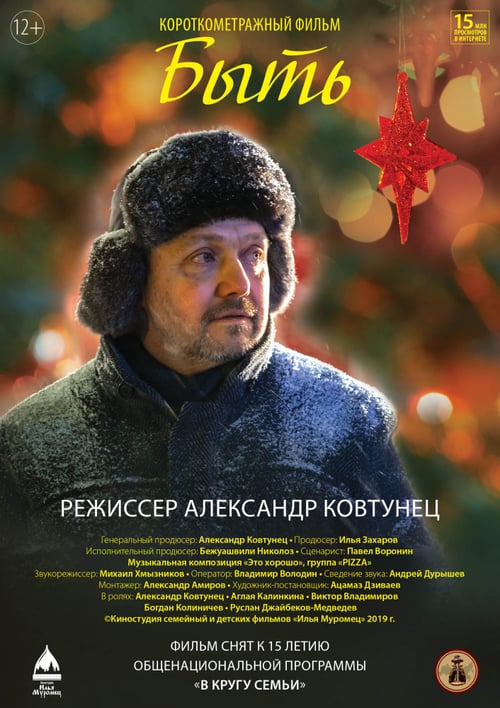 12+
КОРОТКОМЕТРАЖНЫЙ ФИЛЬМ
15 МЛН
ПРОСМОТРОВ
В ИНТЕРНЕТЕ
Быть
РЕЖИССЕР АЛЕКСАНДР КОВТУНЕЦ
Генеральный продюсер: Александр Ковтунец • Продюсер: Илья Захаров
Исполнительный продюсер: Бежуашвили Николоз • Сценарист: Павел Воронин
Музыкальная композиция «Это хорошо», группа «PIZZA»
Звукорежиссер: Михаил Хмызников • Оператор: Владимир Володин • Сведение звука: Андрей Дурышев
Монтажер: Александр Амиров • Художник-постановщик: Ацамаз Дзиваев
В ролях: Александр Ковтунец • Аглая Калинкина • Виктор Владимиров
Богдан Колиничев • Руслан Джайбеков-Медведев
©Киностудия семейный и детских фильмов «Илья Муромец» 2019 г.
ФИЛЬМ СНЯТ К 15 ЛЕТИЮ
ОБЩЕНАЦИОНАЛЬНОЙ ПРОГРАММЫ
«В КРУГУ СЕМЬИ»
Илья
Муромец